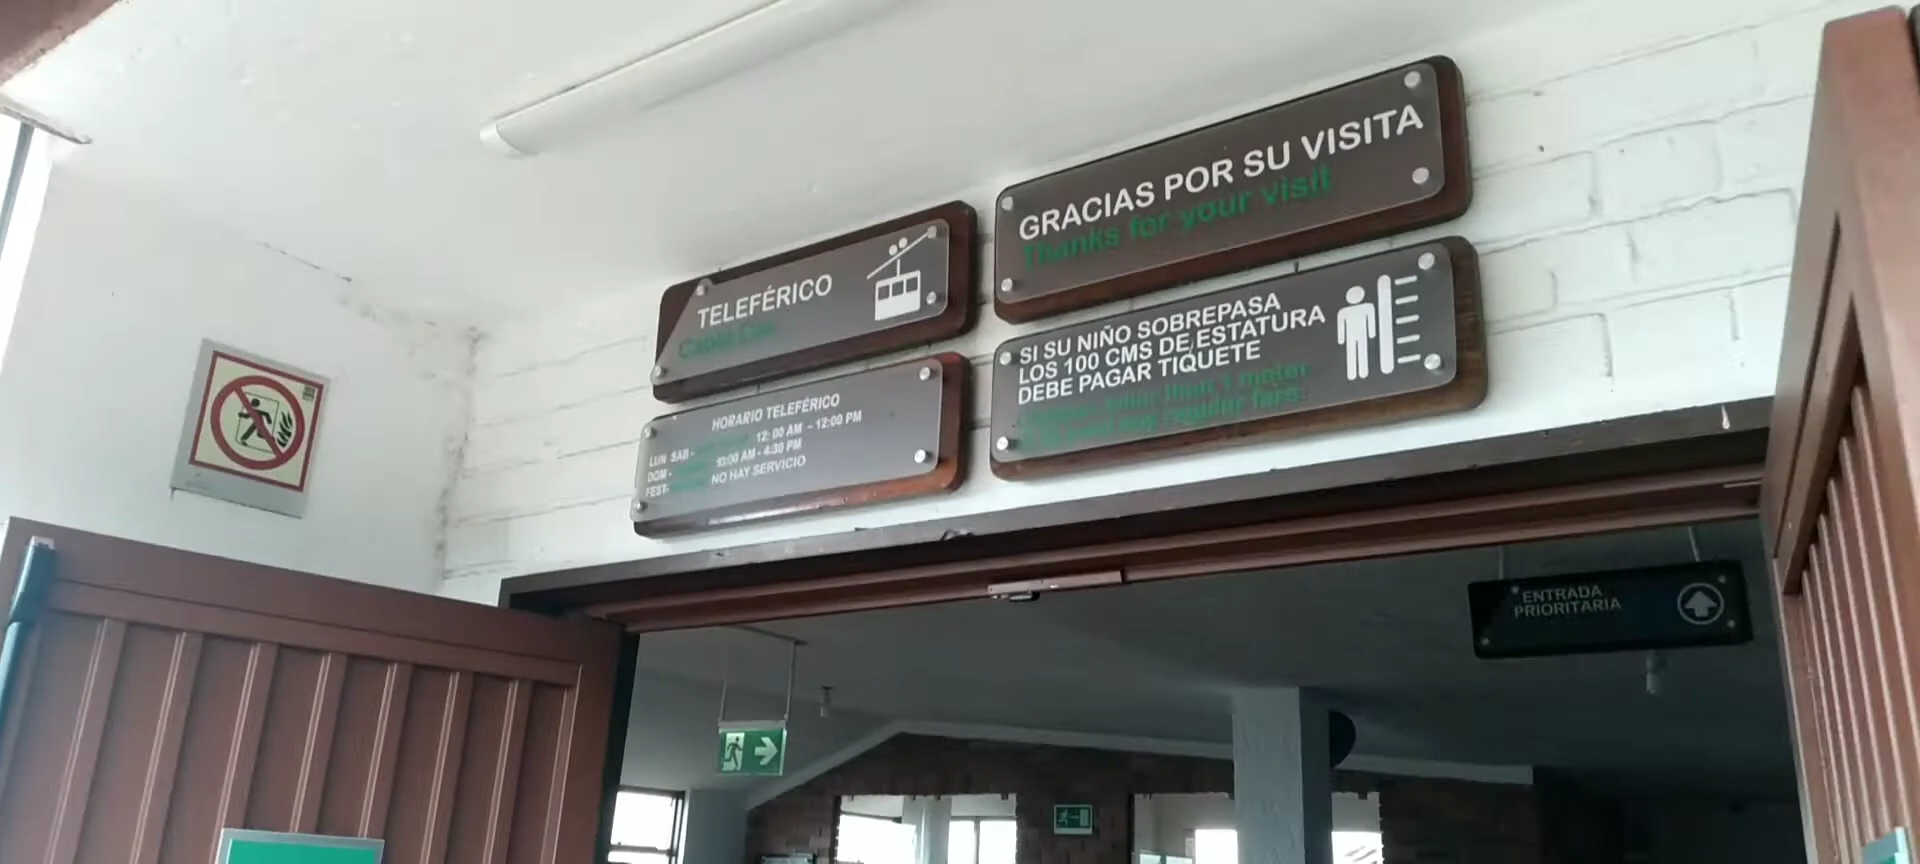 GRACIAS POR SU VISITA
Thanks for your visit
TELEFÉRICO
Cable Car
SI SU NIÑO SOBREPASA
LOS 100 CMS DE ESTATURA
DEBE PAGAR TIQUETE
HORARIO TELEFÉRICO
LUN SAB - 12:00 AM - 12:00 PM
DOM - 10:00 AM - 4:30 PM
FEST- NO HAY SERVICIO
ENTRADA
PRIORITARIA